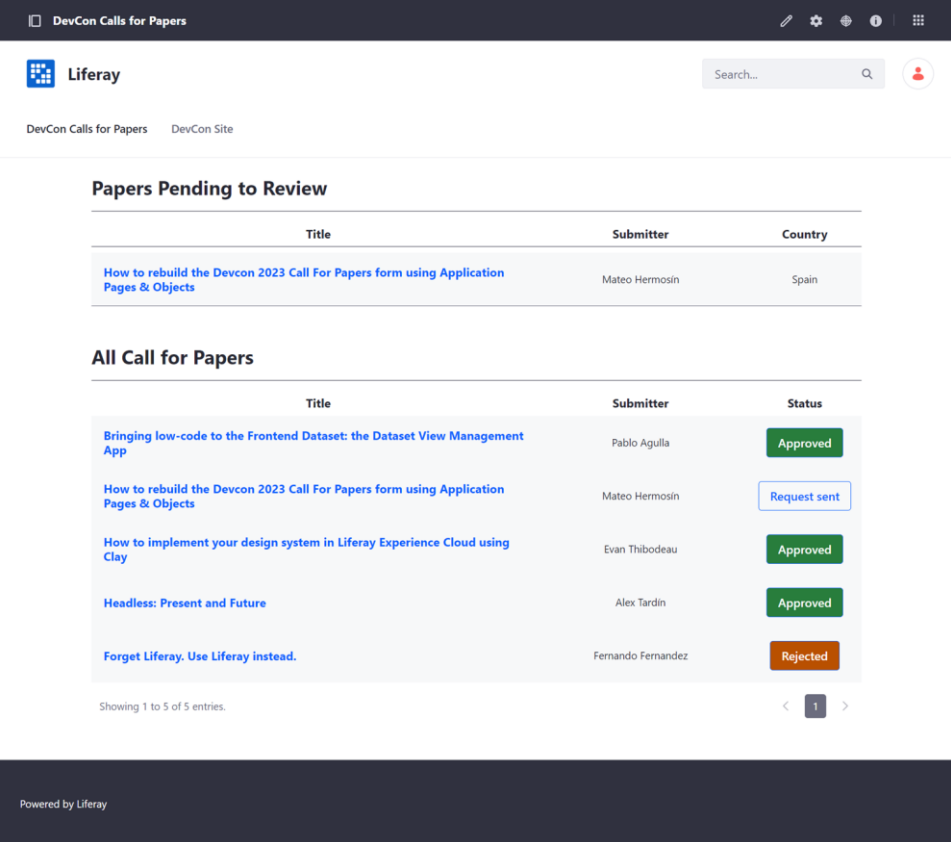 DevCon Calls for Papers
Liferay
Search...
DevCon Calls for Papers DevCon Site
Papers Pending to Review
Title Submitter Country
How to rebuild the Devcon 2023 Call For Papers form using Application
Pages & Objects
Mateo Hermosín
Spain
All Call for Papers
Title Submitter Status
Bringing low-code to the Frontend Dataset: the Dataset View Management
App
Pablo Agulla
Approved
How to rebuild the Devcon 2023 Call For Papers form using Application
Pages & Objects
Mateo Hermosín
Request sent
How to implement your design system in Liferay Experience Cloud using
Clay
Evan Thibodeau
Approved
Headless: Present and Future Alex Tardín Approved
Forget Liferay. Use Liferay instead. Fernando Fernandez Rejected
Showing 1 to 5 of 5 entries. 1
Powered by Liferay